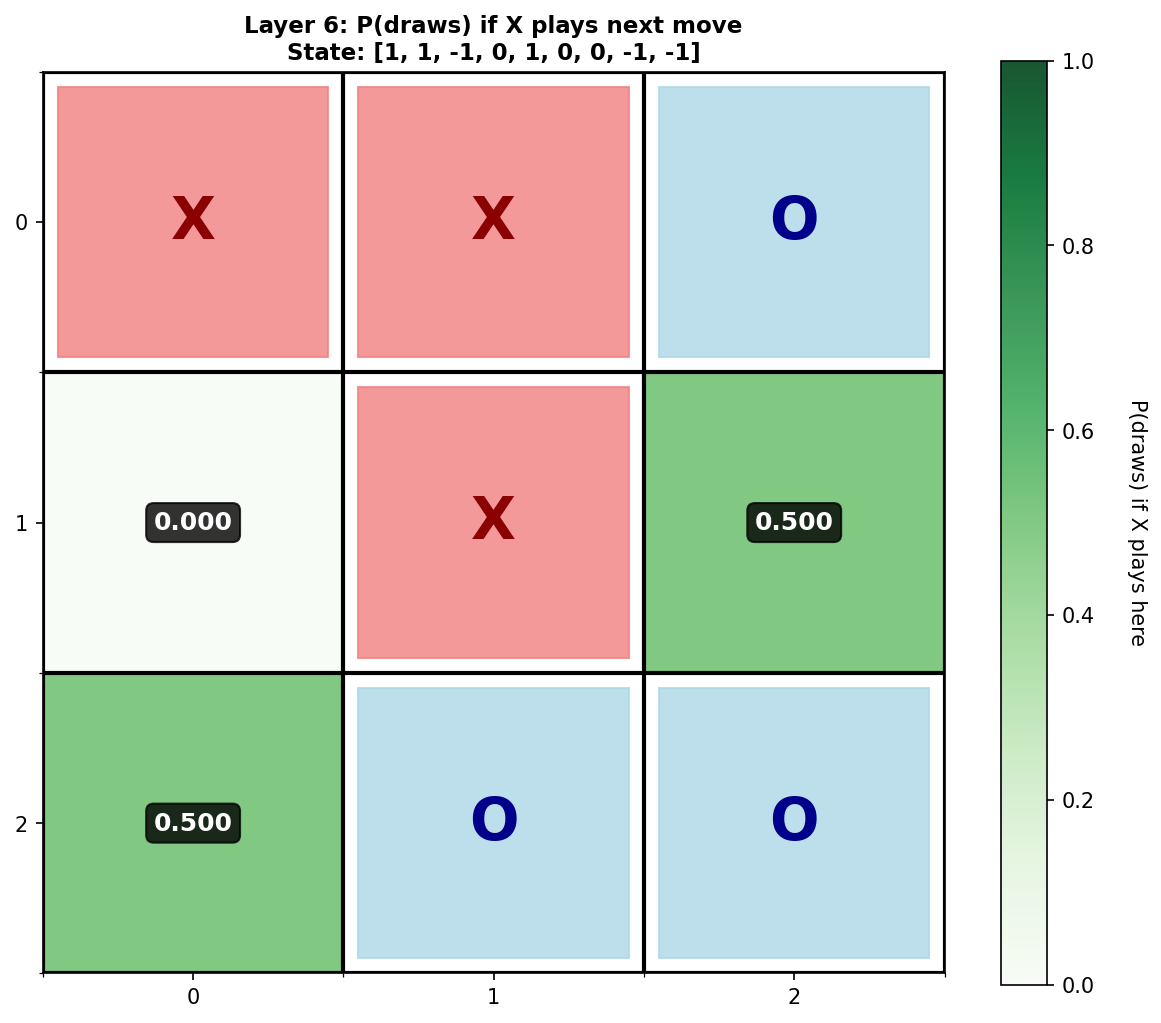 Layer 6: P(draws) if X plays next move
State: [1, 1, -1, 0, 1, 0, 0, -1, -1]
0
X
X
O
1
0.000
X
0.500
2
0.500
O
O
0
1
2
1.0
0.8
0.6
0.4
0.2
0.0
P(draws) if X plays here